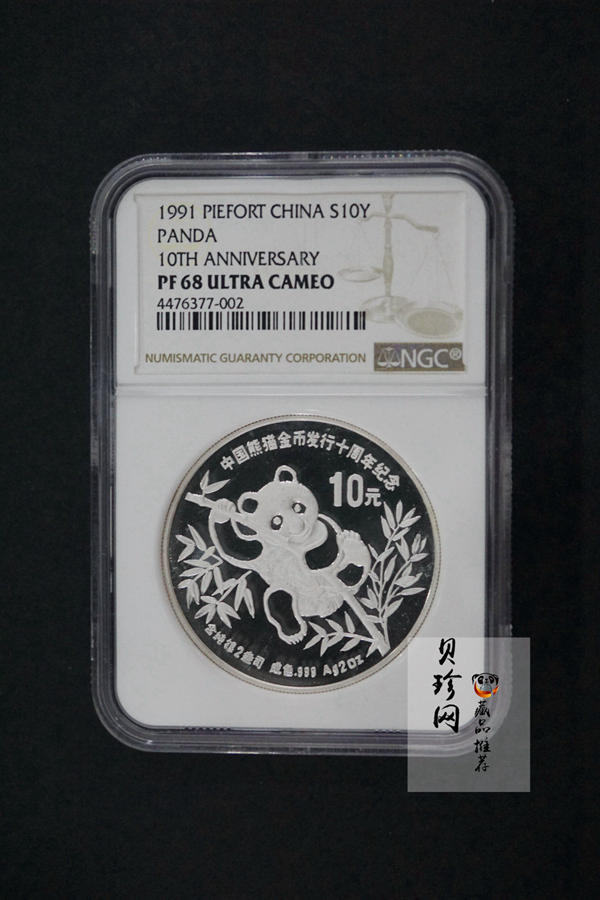 1991 PIEFORT CHINA S10Y
PANDA
10TH ANNIVERSARY
PF 68 ULTRA CAMEO
4476377-002
NUMISMATIC GUARANTY CORPORATION
NGC®
中国熊猫金币发行十周年纪念
10元
含纯银2盎司 成色.999 Ag2oz
贝珍网
藏品推荐